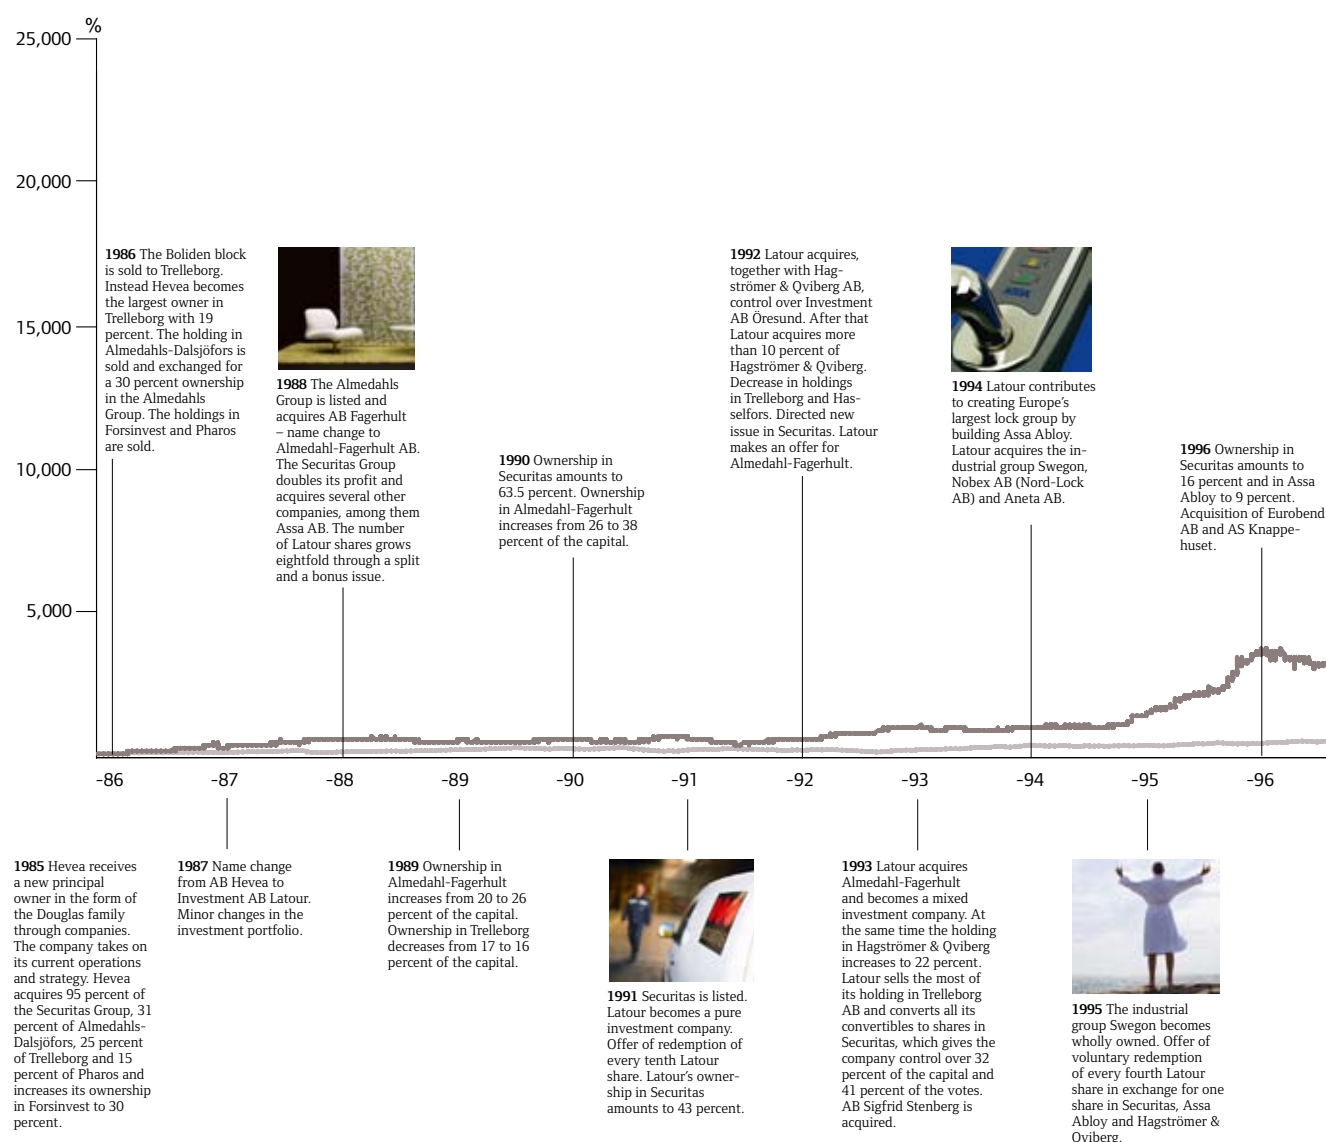 %
25,000
20,000
15,000
10,000
5,000
1986 The Boliden block
is sold to Trelleborg.
Instead Hevea becomes
the largest owner in
Trelleborg with 19
percent. The holding in
Almedahls-Dalsjöfors is
sold and exchanged for
a 30 percent ownership
in the Almedahls
Group. The holdings in
Forsinvest and Pharos
are sold.
1988 The Almedahls
Group is listed and
acquires AB Fagerhult
– name change to
Almedahl-Fagerhult AB.
The Securitas Group
doubles its profit and
acquires several other
companies, among them
Assa AB. The number
of Latour shares grows
eightfold through a split
and a bonus issue.
1990 Ownership in
Securitas amounts to
63.5 percent. Ownership
in Almedahl-Fagerhult
increases from 26 to 38
percent of the capital.
1992 Latour acquires,
together with Hag-
strömer & Qviberg AB,
control over Investment
AB Öresund. After that
Latour acquires more
than 10 percent of
Hagströmer & Qviberg.
Decrease in holdings
in Trelleborg and Has-
selfors. Directed new
issue in Securitas. Latour
makes an offer for
Almedahl-Fagerhult.
1994 Latour contributes
to creating Europe's
largest lock group by
building Assa Abloy.
Latour acquires the in-
dustrial group Swegon,
Nobex AB (Nord-Lock
AB) and Aneta AB.
1996 Ownership in
Securitas amounts to
16 percent and in Assa
Abloy to 9 percent.
Acquisition of Eurobend
AB and AS Knappe-
huset.
-86 -87 -88 -89 -90 -91 -92 -93 -94 -95 -96
1985 Hevea receives
a new principal
owner in the form of
the Douglas family
through companies.
The company takes on
its current operations
and strategy. Hevea
acquires 95 percent of
the Securitas Group, 31
percent of Almedahls-
Dalsjöfors, 25 percent
of Trelleborg and 15
percent of Pharos and
increases its ownership
in Forsinvest to 30
percent.
1987 Name change
from AB Hevea to
Investment AB Latour.
Minor changes in the
investment portfolio.
1989 Ownership in
Almedahl-Fagerhult
increases from 20 to 26
percent of the capital.
Ownership in Trelleborg
decreases from 17 to 16
percent of the capital.
1991 Securitas is listed.
Latour becomes a pure
investment company.
Offer of redemption of
every tenth Latour
share. Latour's owner-
ship in Securitas
amounts to 43 percent.
1993 Latour acquires
Almedahl-Fagerhult
and becomes a mixed
investment company. At
the same time the holding
in Hagströmer & Qviberg
increases to 22 percent.
Latour sells the most of
its holding in Trelleborg
AB and converts all its
convertibles to shares in
Securitas, which gives the
company control over 32
percent of the capital and
41 percent of the votes.
AB Sigfrid Stenberg is
acquired.
1995 The industrial
group Swegon becomes
wholly owned. Offer of
voluntary redemption
of every fourth Latour
share in exchange for one
share in Securitas, Assa
Abloy and Hagströmer &
Qviberg.